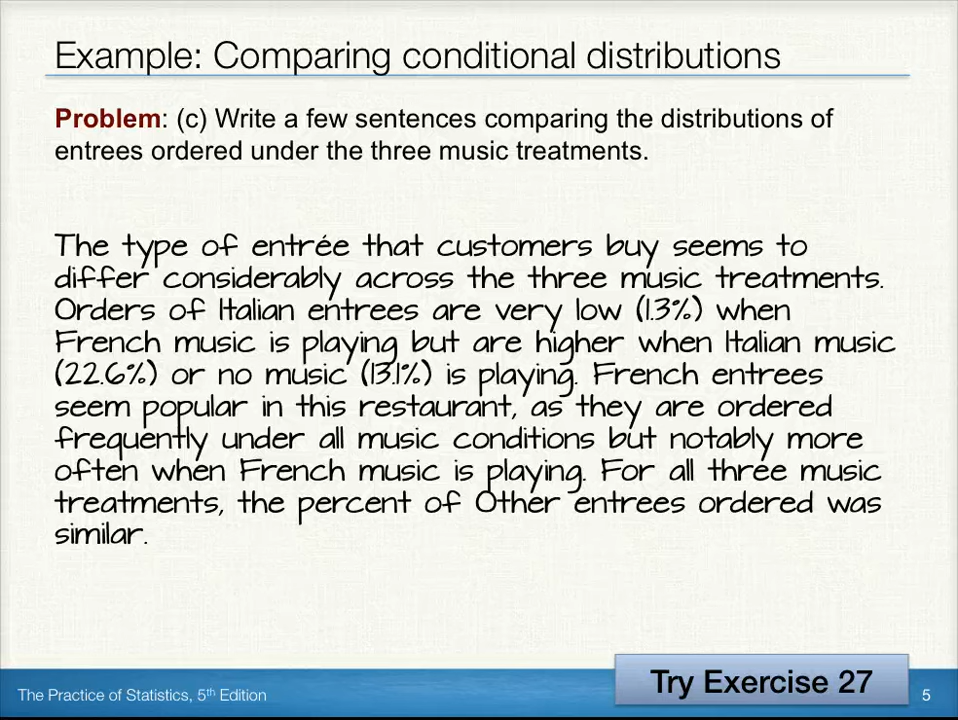 Example: Comparing conditional distributions
Problem: (c) Write a few sentences comparing the distributions of
entrees ordered under the three music treatments.
The type of entrée that customers buy seems to
differ considerably across the three music treatments.
Orders of Italian entrees are very low (1.3%) when
French music is playing but are higher when Italian music
(22.6%) or no music (13.1%) is playing. French entrees
seem popular in this restaurant, as they are ordered
frequently under all music conditions but notably more
often when French music is playing. For all three music
treatments, the percent of Other entrees ordered was
similar.
Try Exercise 27
The Practice of Statistics, 5th Edition
5